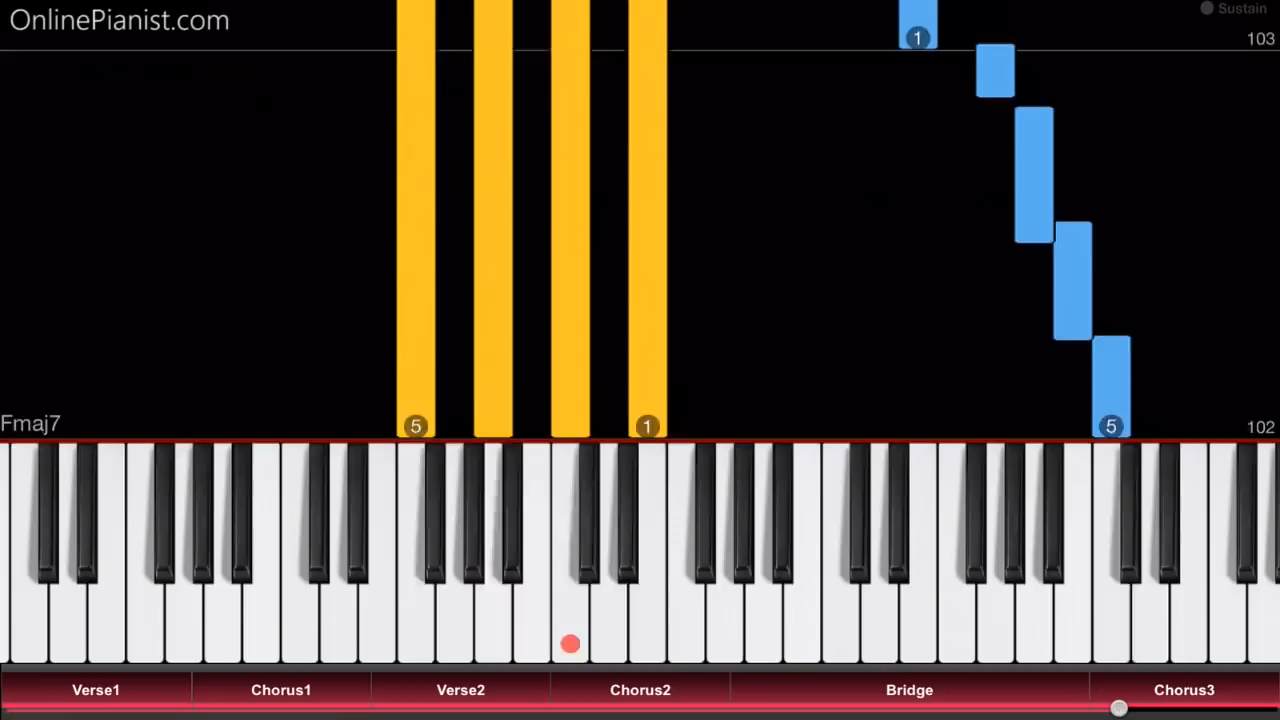 OnlinePianist.com
Sustain
103
1
Fmaj7
5
1
5
102
Verse1
Chorus1
Verse2
Chorus2
Bridge
Chorus3